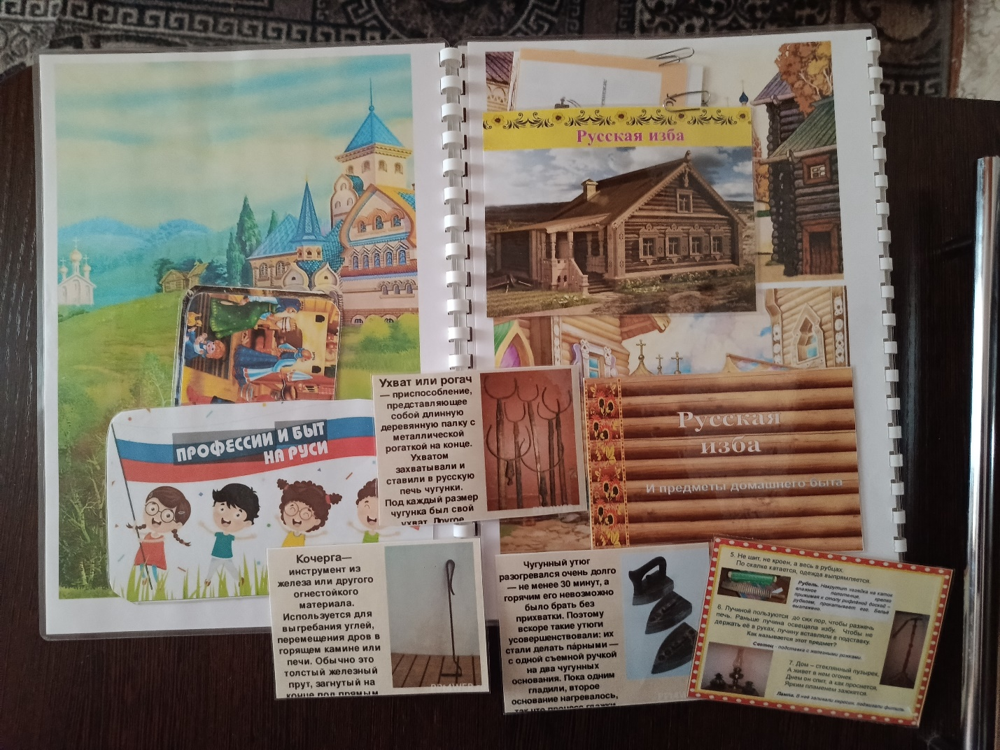 Русская изба
ПРОФЕССИИ И БЫТ
НА РУСИ
Ухват или рогач
— приспособление,
представляющее
собой длинную
деревянную палку с
металлической
рогаткой на конце.
Ухватом
захватывали и
ставили в русскую
печь чугунки.
Под каждый размер
чугунка был свой
ухват. Другое
Русская
изба
И предметы домашнего быта
Кочерга—
инструмент из
железа или другого
огнестойкого
материала.
Используется для
выгребания углей,
перемещения дров в
горящем камине или
печи. Обычно это
толстый железный
прут, загнутый на
конце под прямым
Чугунный утюг
разогревался очень долго
— не менее 30 минут, а
горячим его невозможно
было брать без
прихватки. Поэтому
вскоре такие утюги
усовершенствовали: их
стали делать па́рными —
с одной съемной ручкой
на два чугунных
основания. Пока одним
гладили, второе
основание нагревалось,
так что процесс глажки
5. Не шит, не кроен, а весь в рубцах.
По скалке катается, одежда выпрямляется.
Рубель. Накрутит хозяйка на каток
влажное полотенце, крепко
прижимая к столу рифлёной доской –
рубелем, прокатывает его. Бельё
выглажено.
6. Лучиной пользуются до сих пор, чтобы разжечь
печь. Раньше лучина освещала избу. Чтобы не
держать её в руках, лучину вставляли в подставку.
Как называется этот предмет?
Светец - подставка с железными рожками.
7. Дом – стеклянный пузырек,
А живет в нем огонек.
Днем он спит, а как проснется,
Ярким пламенем зажжется.
Лампа. В неё заливали керосин, поджигали фитиль.